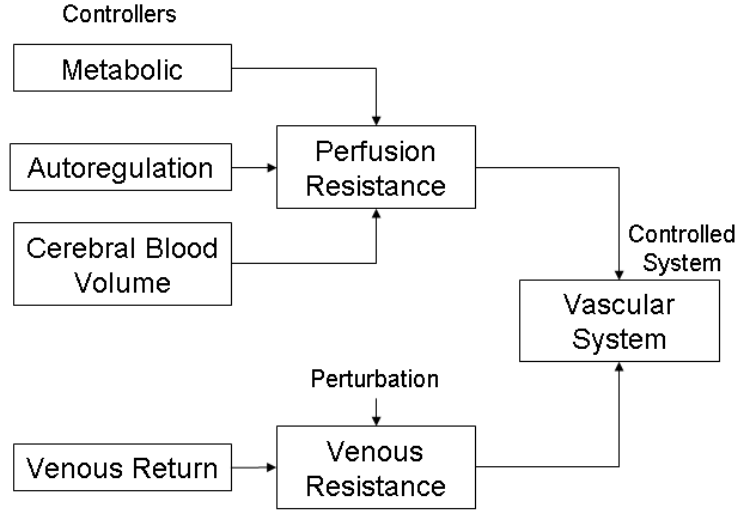 Controllers
Metabolic
Autoregulation
Perfusion
Resistance
Cerebral Blood
Volume
Controlled
System
Vascular
System
Perturbation
Venous Return
Venous
Resistance